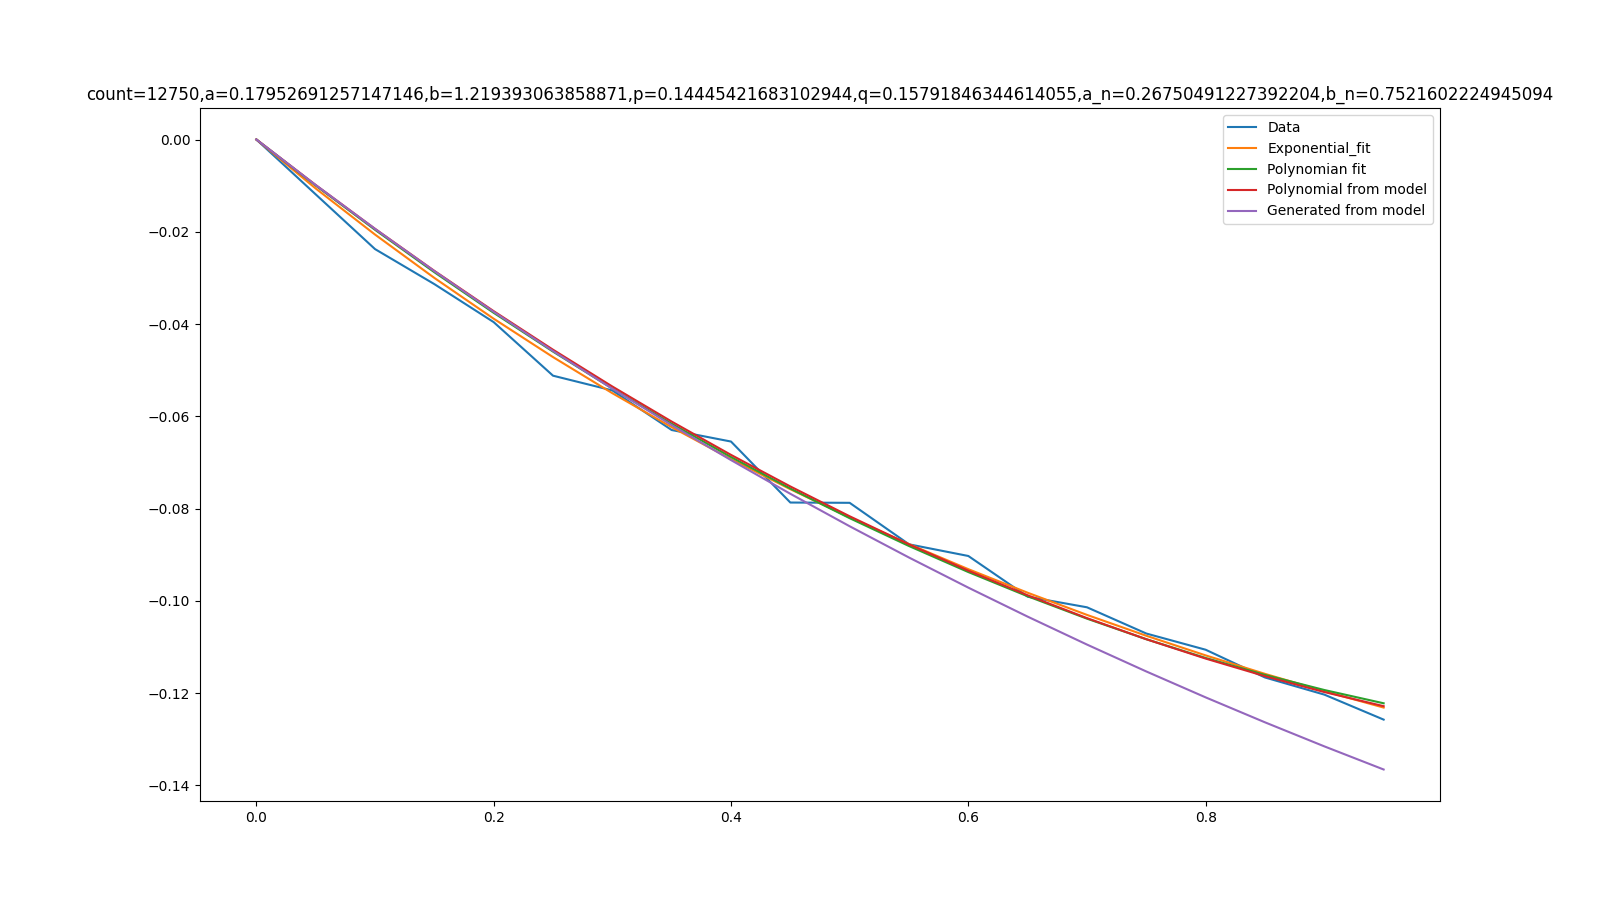 count=12750,a=0.17952691257147146,b=1.219393063858871,p=0.14445421683102944,q=0.15791846344614055,a_n=0.26750491227392204,b_n=0.7521602224945094
Data
Exponential_fit
Polynomian fit
Polynomial from model
Generated from model
0.00
−0.02
−0.04
−0.06
−0.08
−0.10
−0.12
−0.14
0.0 0.2 0.4 0.6 0.8